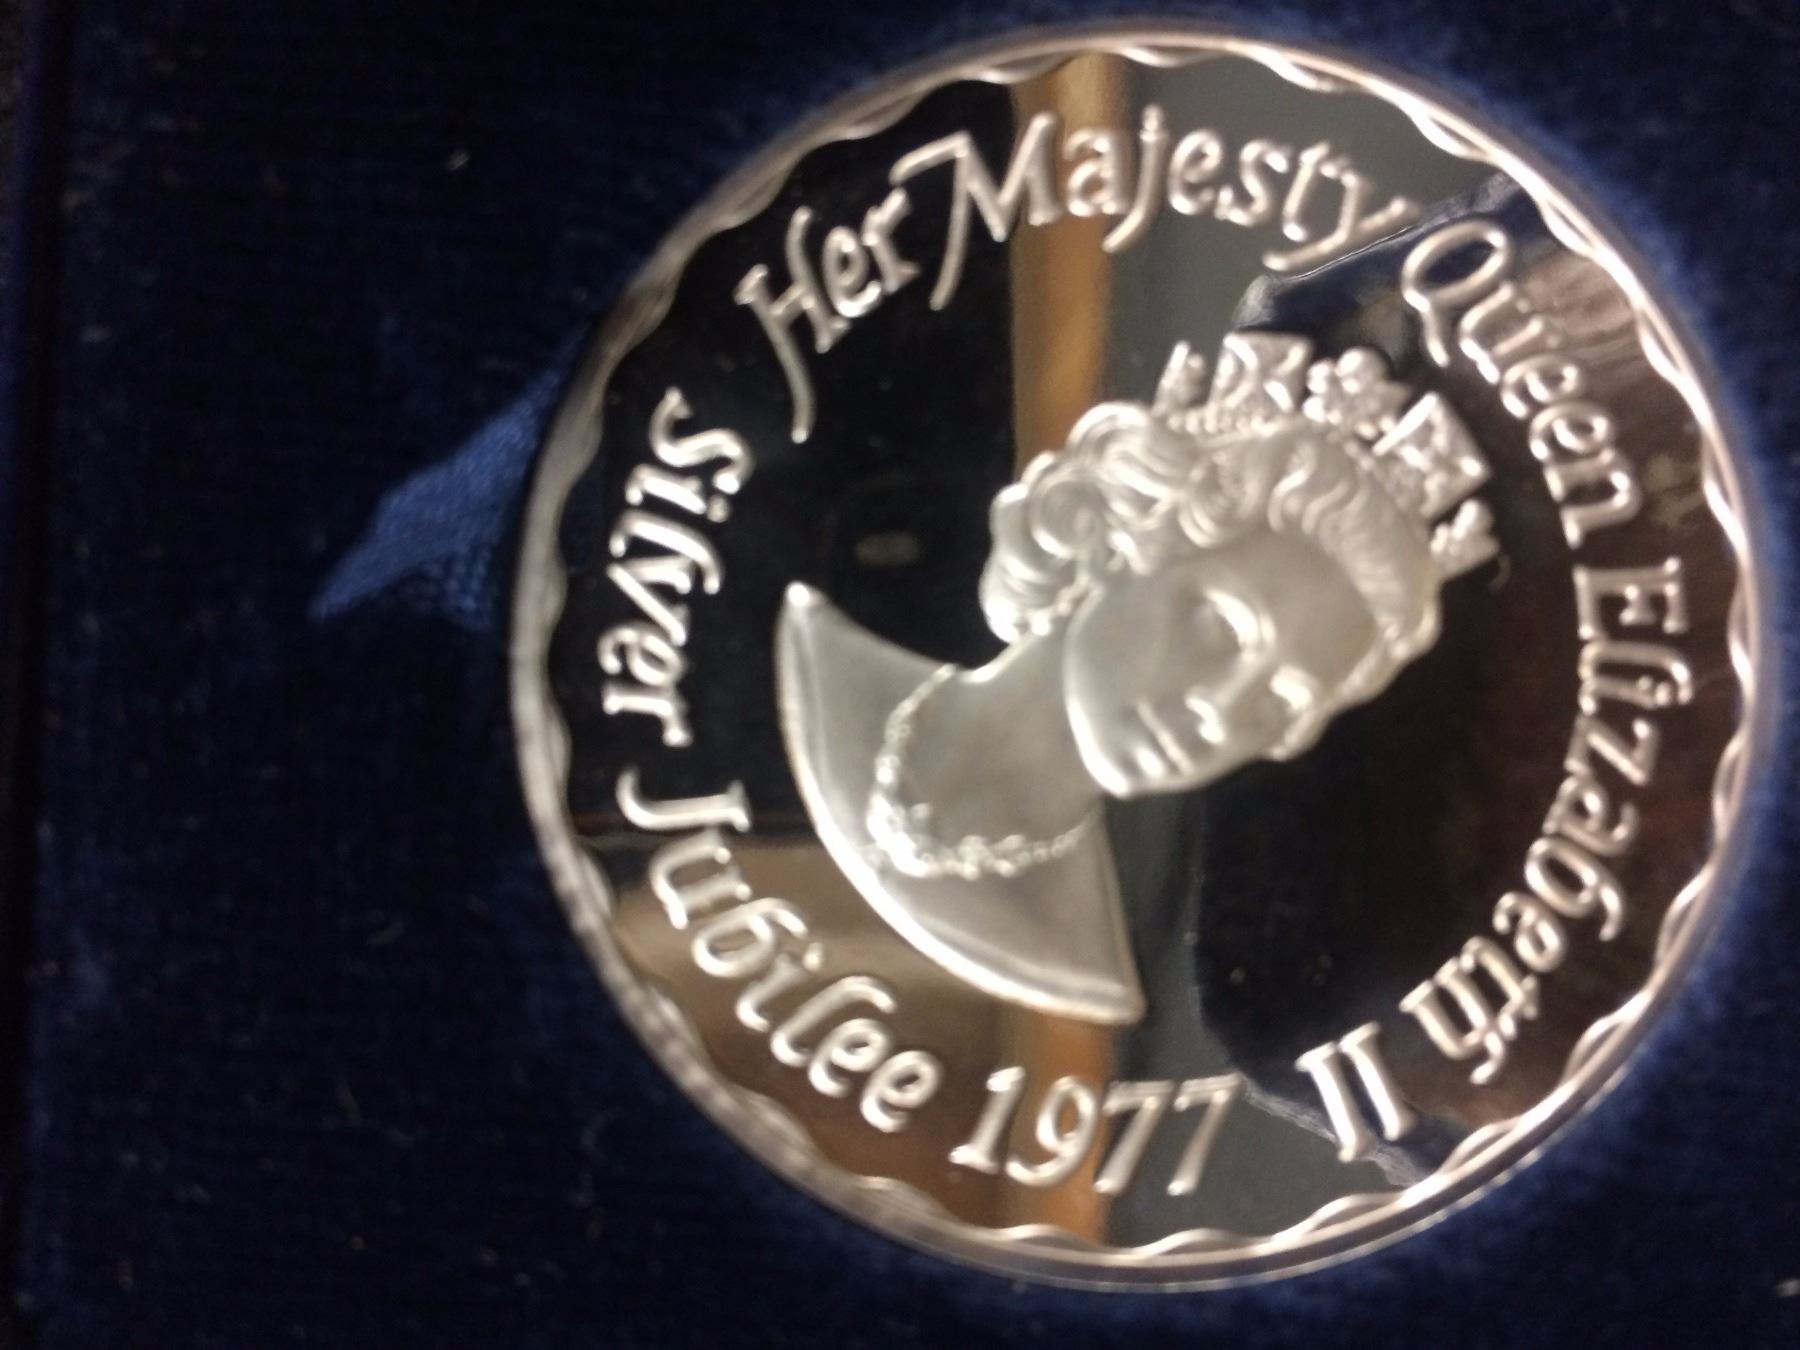 Her Majesty Queen Elizabeth II
Silver Jubilee 1977